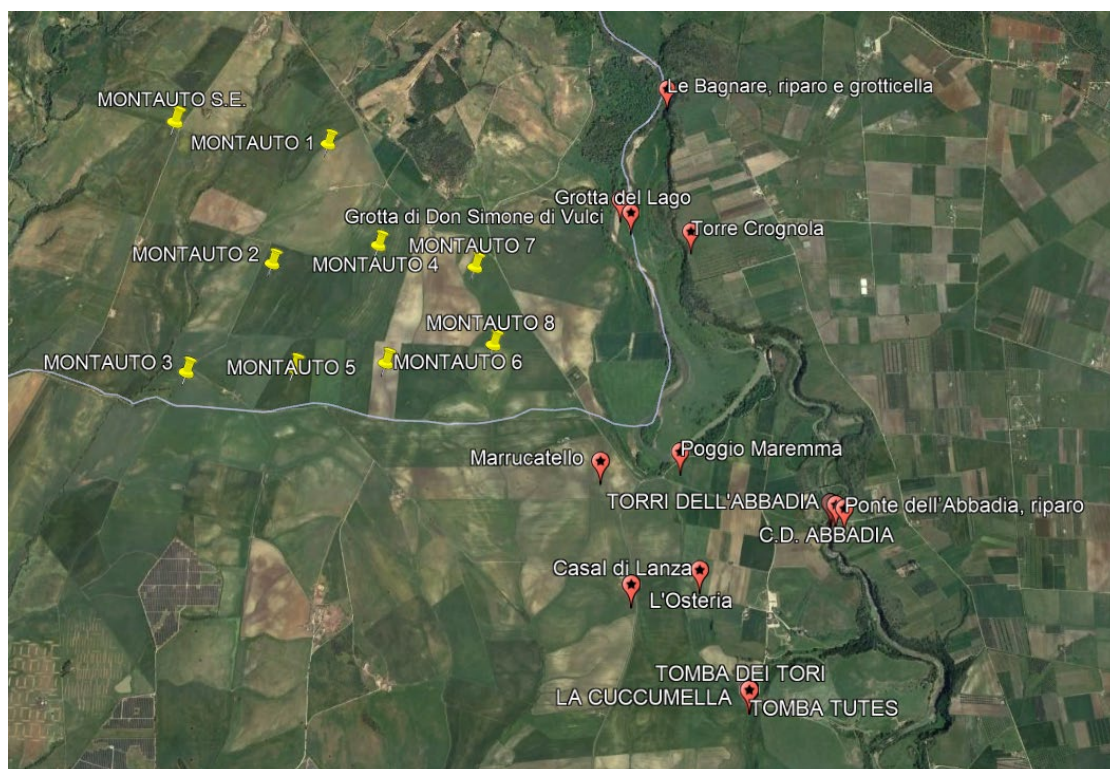 Le Bagnare, riparo e grotticella
MONTAUTO S.E.
MONTAUTO 1
Grotta del Lago
Grotta di Don Simone di Vulci
Torre Crognola
MONTAUTO 7
MONTAUTO 2
MONTAUTO 4
MONTAUTO 8
MONTAUTO 3
MONTAUTO 5
MONTAUTO 6
Poggio Maremma
Marrucatello
TORRI DELL'ABBADIA
Ponte dell'Abbadia, riparo
C.D. ABBADIA
Casal di Lanza
L'Osteria
TOMBA DEI TORI
LA CUCCUMELLA
TOMBA TUTES